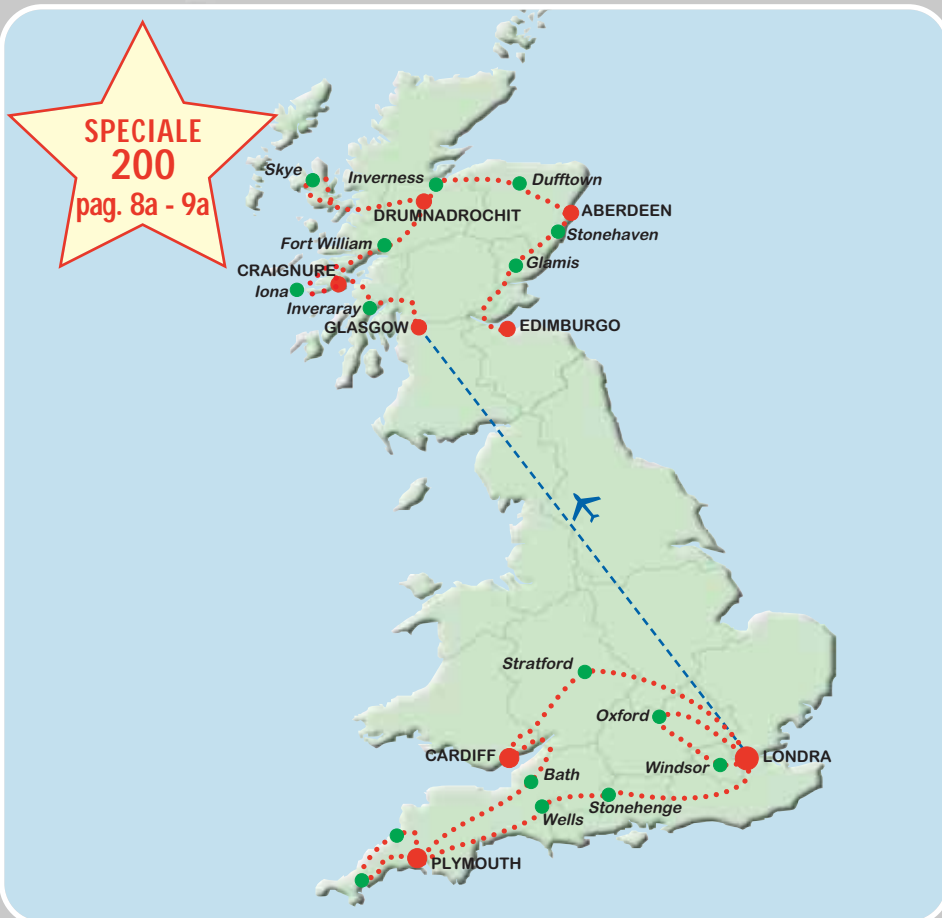 SPECIALE
200
pag. 8a - 9a
Skye
Inverness
Dufftown
DRUMNADROCHIT
ABERDEEN
Stonehaven
Fort William
Glamis
CRAIGNURE
Iona
Inveraray
GLASGOW
EDIMBURGO
Stratford
Oxford
CARDIFF
Windsor
LONDRA
Bath
Stonehenge
Wells
PLYMOUTH